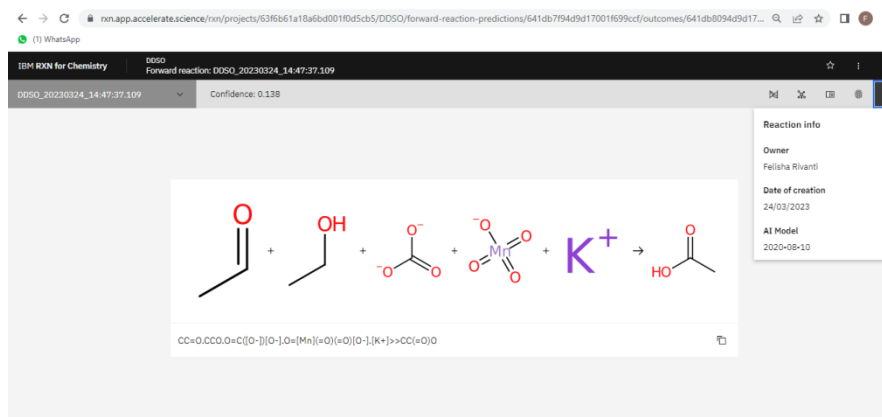 rxn.app.accelerate.science/rxn/projects/63f6b61a18a6bd001f0d5cb5/DDSO/forward-reaction-predictions/641db7f94d9d17001f699ccf/outcomes/641db8094d9d17...
F
(1) WhatsApp
IBM RXN for Chemistry
DDSO
Forward reaction: DDSO_20230324_14:47:37.109
DDSO_20230324_14:47:37.109
Confidence: 0.138
Reaction info
Owner
Felisha Rivanti
Date of creation
24/03/2023
AI Model
2020-08-10
O + OH + O⁻ ⁻O O + ⁻O O Mn O O + K⁺ → O HO
CC=O.CCO.O=C([O-])[O-].O=[Mn](=O)(=O)[O-].[K+]>>CC(=O)O